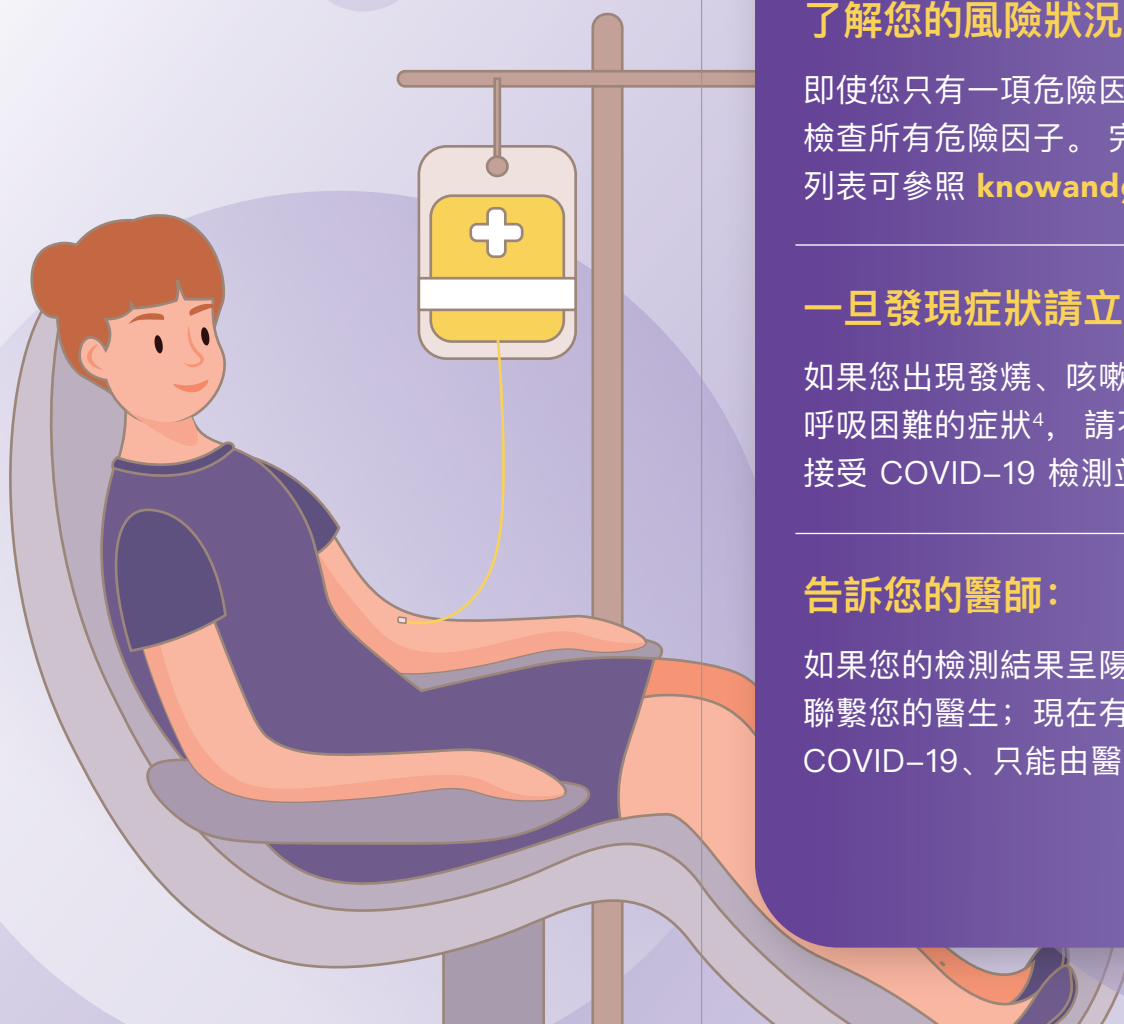 了解您的風險狀況
即使您只有一項危險因
檢查所有危險因子。
列表可參照 knowand
一旦發現症狀請立
如果您出現發燒、咳嗽
呼吸困難的症狀4， 請
接受 COVID–19 檢測
告訴您的醫師：
如果您的檢測結果呈陽
聯繫您的醫生；現在有
COVID–19、只能由醫